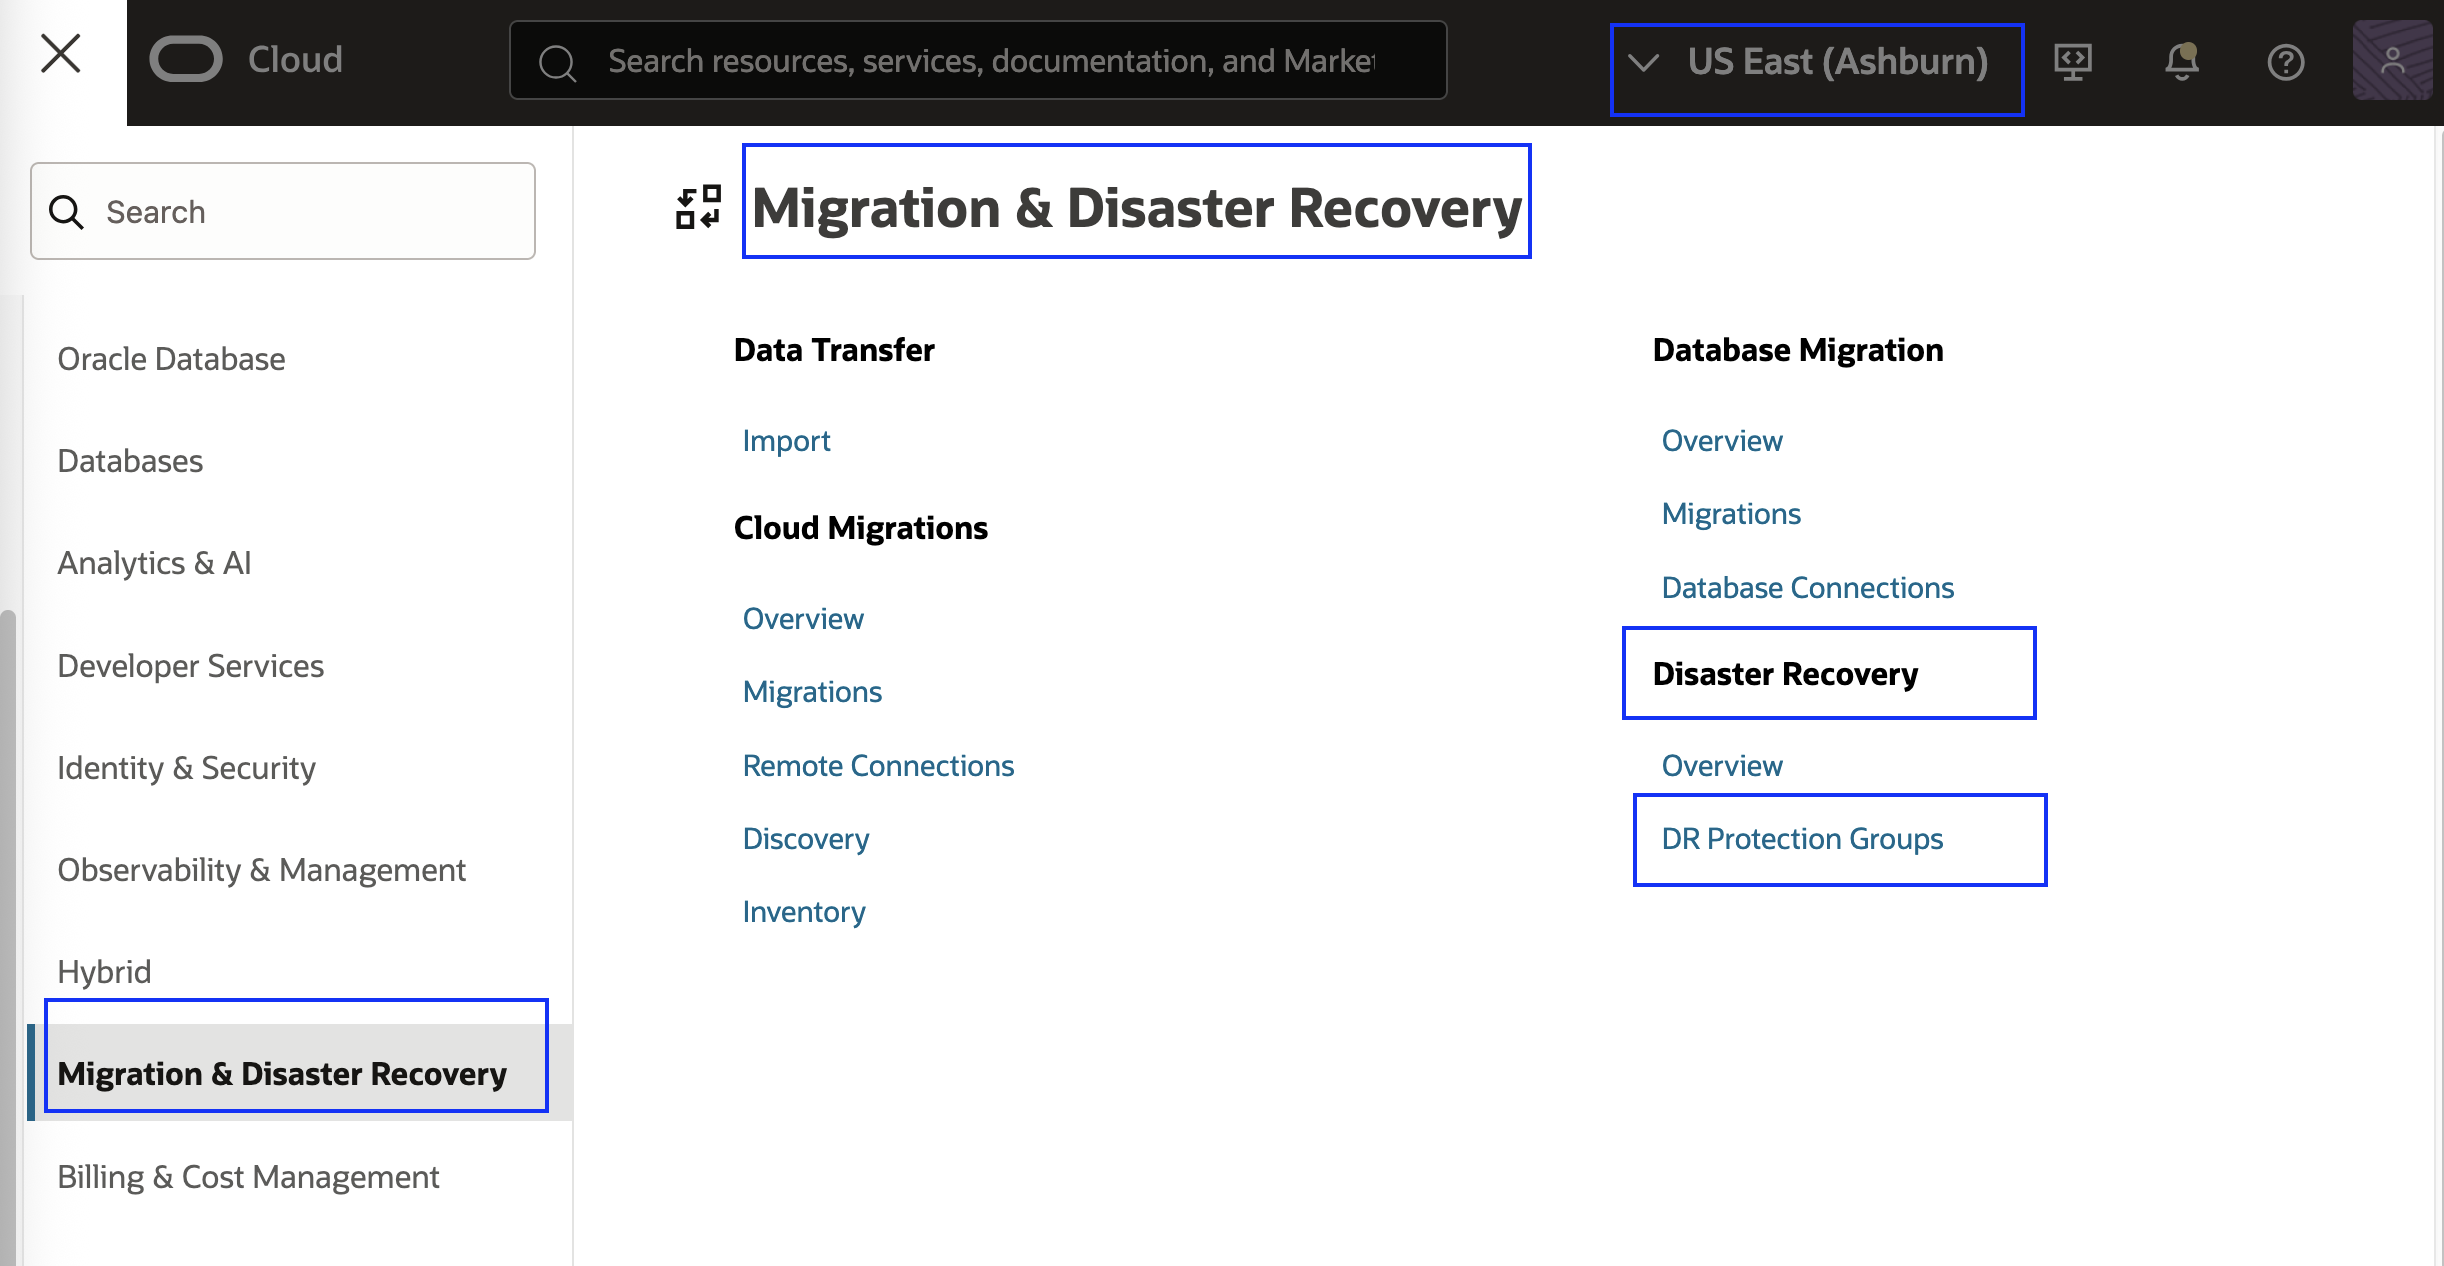 Cloud
Search resources, services, documentation, and Market
US East (Ashburn)
Search
Oracle Database
Databases
Analytics & AI
Developer Services
Identity & Security
Observability & Management
Hybrid
Migration & Disaster Recovery
Billing & Cost Management
Migration & Disaster Recovery
Data Transfer
Import
Cloud Migrations
Overview
Migrations
Remote Connections
Discovery
Inventory
Database Migration
Overview
Migrations
Database Connections
Disaster Recovery
Overview
DR Protection Groups